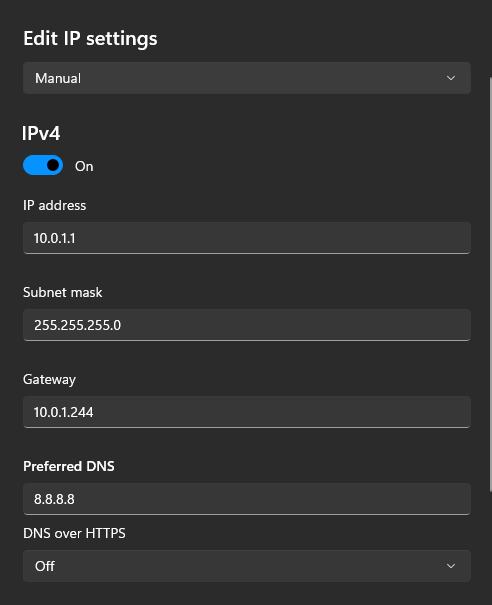 Edit IP settings
Manual
IPv4
On
IP address
10.0.1.1
Subnet mask
255.255.255.0
Gateway
10.0.1.244
Preferred DNS
8.8.8.8
DNS over HTTPS
Off